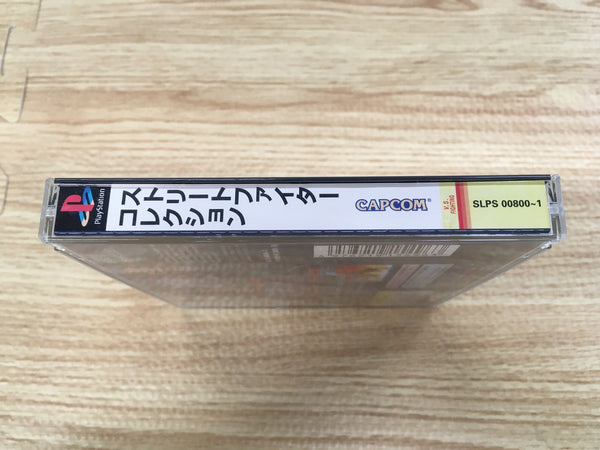 PlayStation
ストリートファイター
コレクション
CAPCOM
V.S.
FIGHTING
SLPS 00800~1